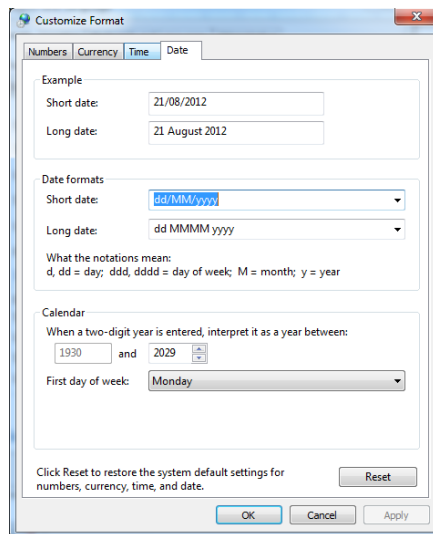 Customize Format
Numbers Currency Time Date
Example
Short date: 21/08/2012
Long date: 21 August 2012
Date formats
Short date: dd/MM/yyyy
Long date: dd MMMM yyyy
What the notations mean:
d, dd = day; ddd, dddd = day of week; M = month; y = year
Calendar
When a two-digit year is entered, interpret it as a year between:
1930 and 2029
First day of week: Monday
Click Reset to restore the system default settings for
numbers, currency, time, and date.
Reset
OK Cancel Apply